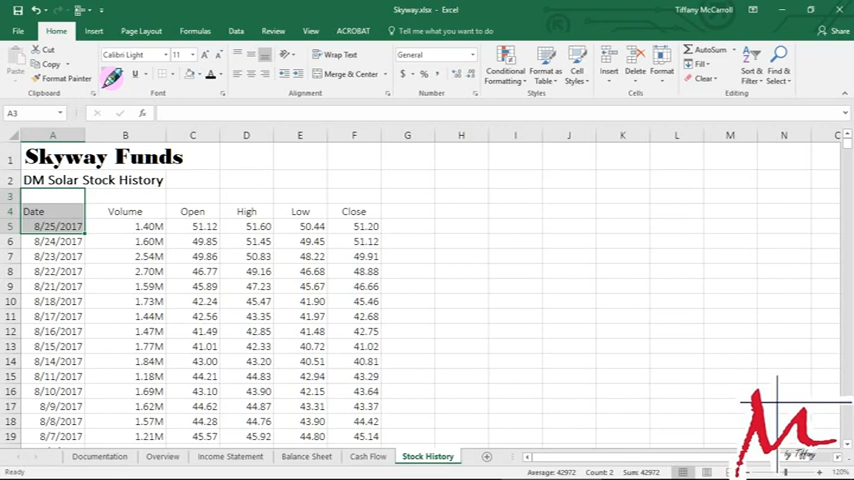 Skyway.xlsx - Excel
Tiffany McCarroll
File Home Insert Page Layout Formulas Data Review View ACROBAT Tell me what you want to do... Share
Paste Cut Copy Format Painter Clipboard
Calibri Light 11 A A U A Font
Wrap Text Merge & Center Alignment
General $ % , Number
Conditional Formatting Format as Table Cell Styles Styles
Insert Delete Format Cells
AutoSum Fill Clear Sort & Filter Find & Select Editing
A3 fx
A B C D E F G H I J K L M N
1 Skyway Funds
2 DM Solar Stock History
3
4 Date Volume Open High Low Close
5 8/25/2017 1.40M 51.12 51.60 50.44 51.20
6 8/24/2017 1.60M 49.85 51.45 49.45 51.12
7 8/23/2017 2.54M 49.86 50.83 48.22 49.91
8 8/22/2017 2.70M 46.77 49.16 46.68 48.88
9 8/21/2017 1.59M 45.89 47.23 45.67 46.66
10 8/18/2017 1.73M 42.24 45.47 41.90 45.46
11 8/17/2017 1.44M 42.56 43.35 41.97 42.68
12 8/16/2017 1.47M 41.49 42.85 41.48 42.75
13 8/15/2017 1.77M 41.01 42.33 40.72 41.02
14 8/14/2017 1.84M 43.00 43.20 40.51 40.81
15 8/11/2017 1.18M 44.21 44.83 42.94 43.29
16 8/10/2017 1.69M 43.10 43.90 42.15 43.64
17 8/9/2017 1.62M 44.62 44.87 43.31 43.37
18 8/8/2017 1.57M 44.28 44.76 43.90 44.42
19 8/7/2017 1.21M 45.57 45.92 44.80 45.14
Documentation Overview Income Statement Balance Sheet Cash Flow Stock History
by Tiffany
Ready Average: 42972 Count: 2 Sum: 42972 120%